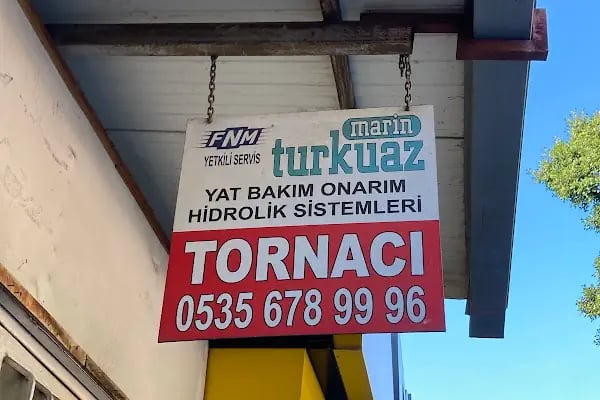 FNM
YETKİLİ SERVİS
marin
turkuaz
YAT BAKIM ONARIM
HİDROLİK SİSTEMLERİ
TORNACI
0535 678 99 96